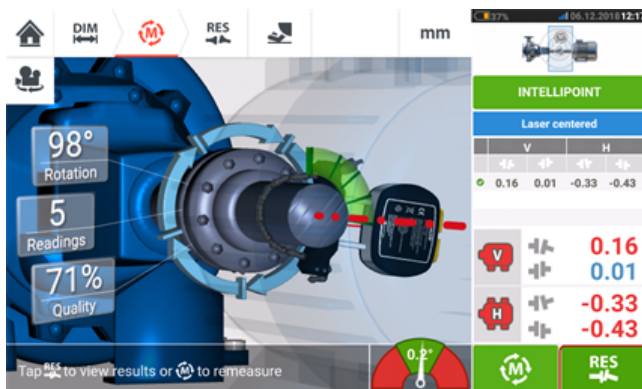 DIM
M
RES
mm
37% 06.12.2018 12:17
INTELLIPOINT
Laser centered
V H
0.16 0.01 -0.33 -0.43
98°
Rotation
5
Readings
71%
Quality
V
0.16
0.01
H
-0.33
-0.43
0.2°
Tap RES to view results or M to remeasure
M
RES